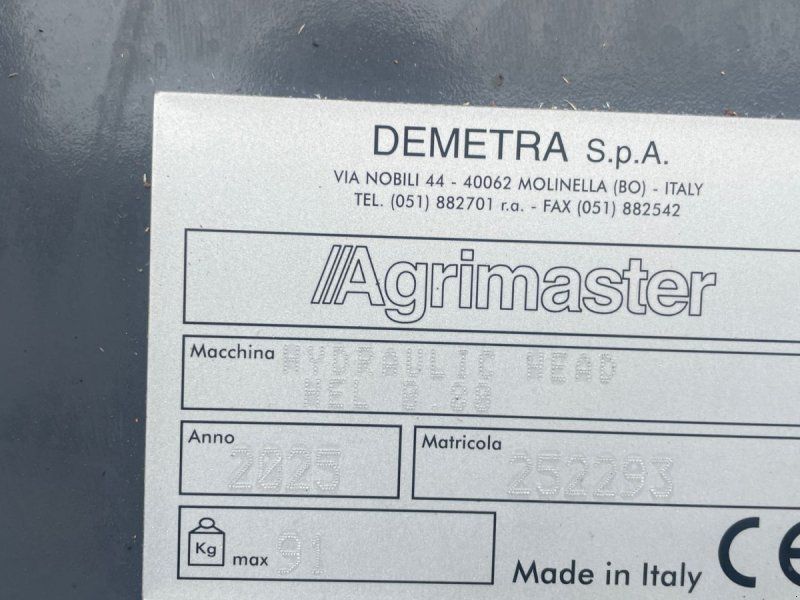 DEMETRA S.p.A.
VIA NOBILI 44 - 40062 MOLINELLA (BO) - ITALY
TEL. (051) 882701 r.a. - FAX (051) 882542
Agrimaster
Macchina HYDRAULIC HEAD
Anno 2025
Matricola 252293
Kg max 91
Made in Italy CE